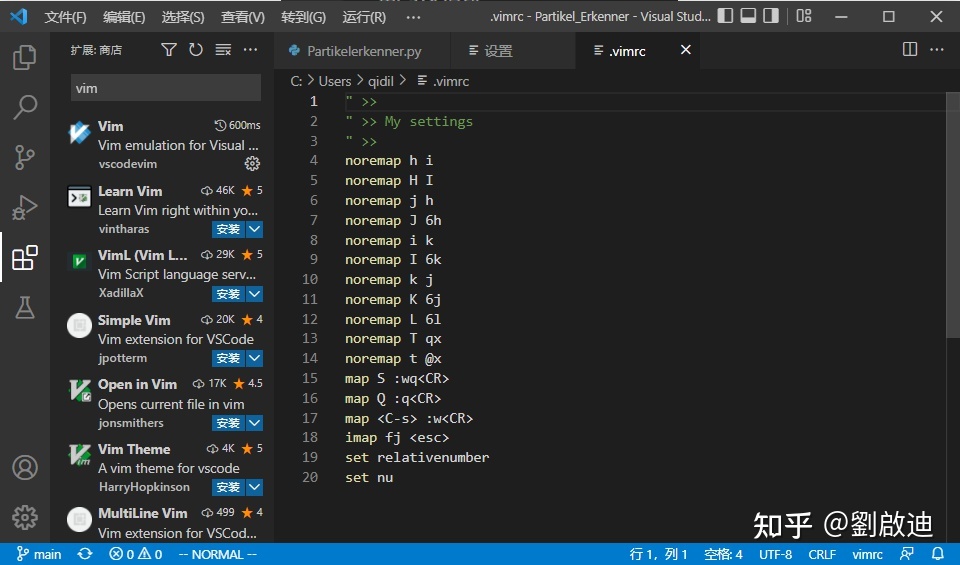 文件(F) 编辑(E) 选择(S) 查看(V) 转到(G) 运行(R) ··· .vimrc - Partikel_Erkenner - Visual Stud...
扩展: 商店 ···
vim
Vim 600ms
Vim emulation for Visual ...
vscodevim
Learn Vim 46K 5
Learn Vim right within yo...
vintharas 安装
VimL (Vim L... 29K 5
Vim Script language serv...
XadillaX 安装
Simple Vim 20K 4
Vim extension for VSCode
jpotterm 安装
Open in Vim 17K 4.5
Opens current file in vim
jonsmithers 安装
Vim Theme 4K 5
A vim theme for vscode
HarryHopkinson 安装
MultiLine Vim 499 4
Vim extension for VSCod...
Partikelerkenner.py 设置 .vimrc ···
C: > Users > qidil > .vimrc
1 " >>
2 " >> My settings
3 " >>
4 noremap h i
5 noremap H I
6 noremap j h
7 noremap J 6h
8 noremap i k
9 noremap I 6k
10 noremap k j
11 noremap K 6j
12 noremap L 6l
13 noremap T qx
14 noremap t @x
15 map S :wq<CR>
16 map Q :q<CR>
17 map <C-s> :w<CR>
18 imap fj <esc>
19 set relativenumber
20 set nu
知乎 @劉啟迪
main 0 0 -- NORMAL -- 行 1，列 1 空格: 4 UTF-8 CRLF vimrc